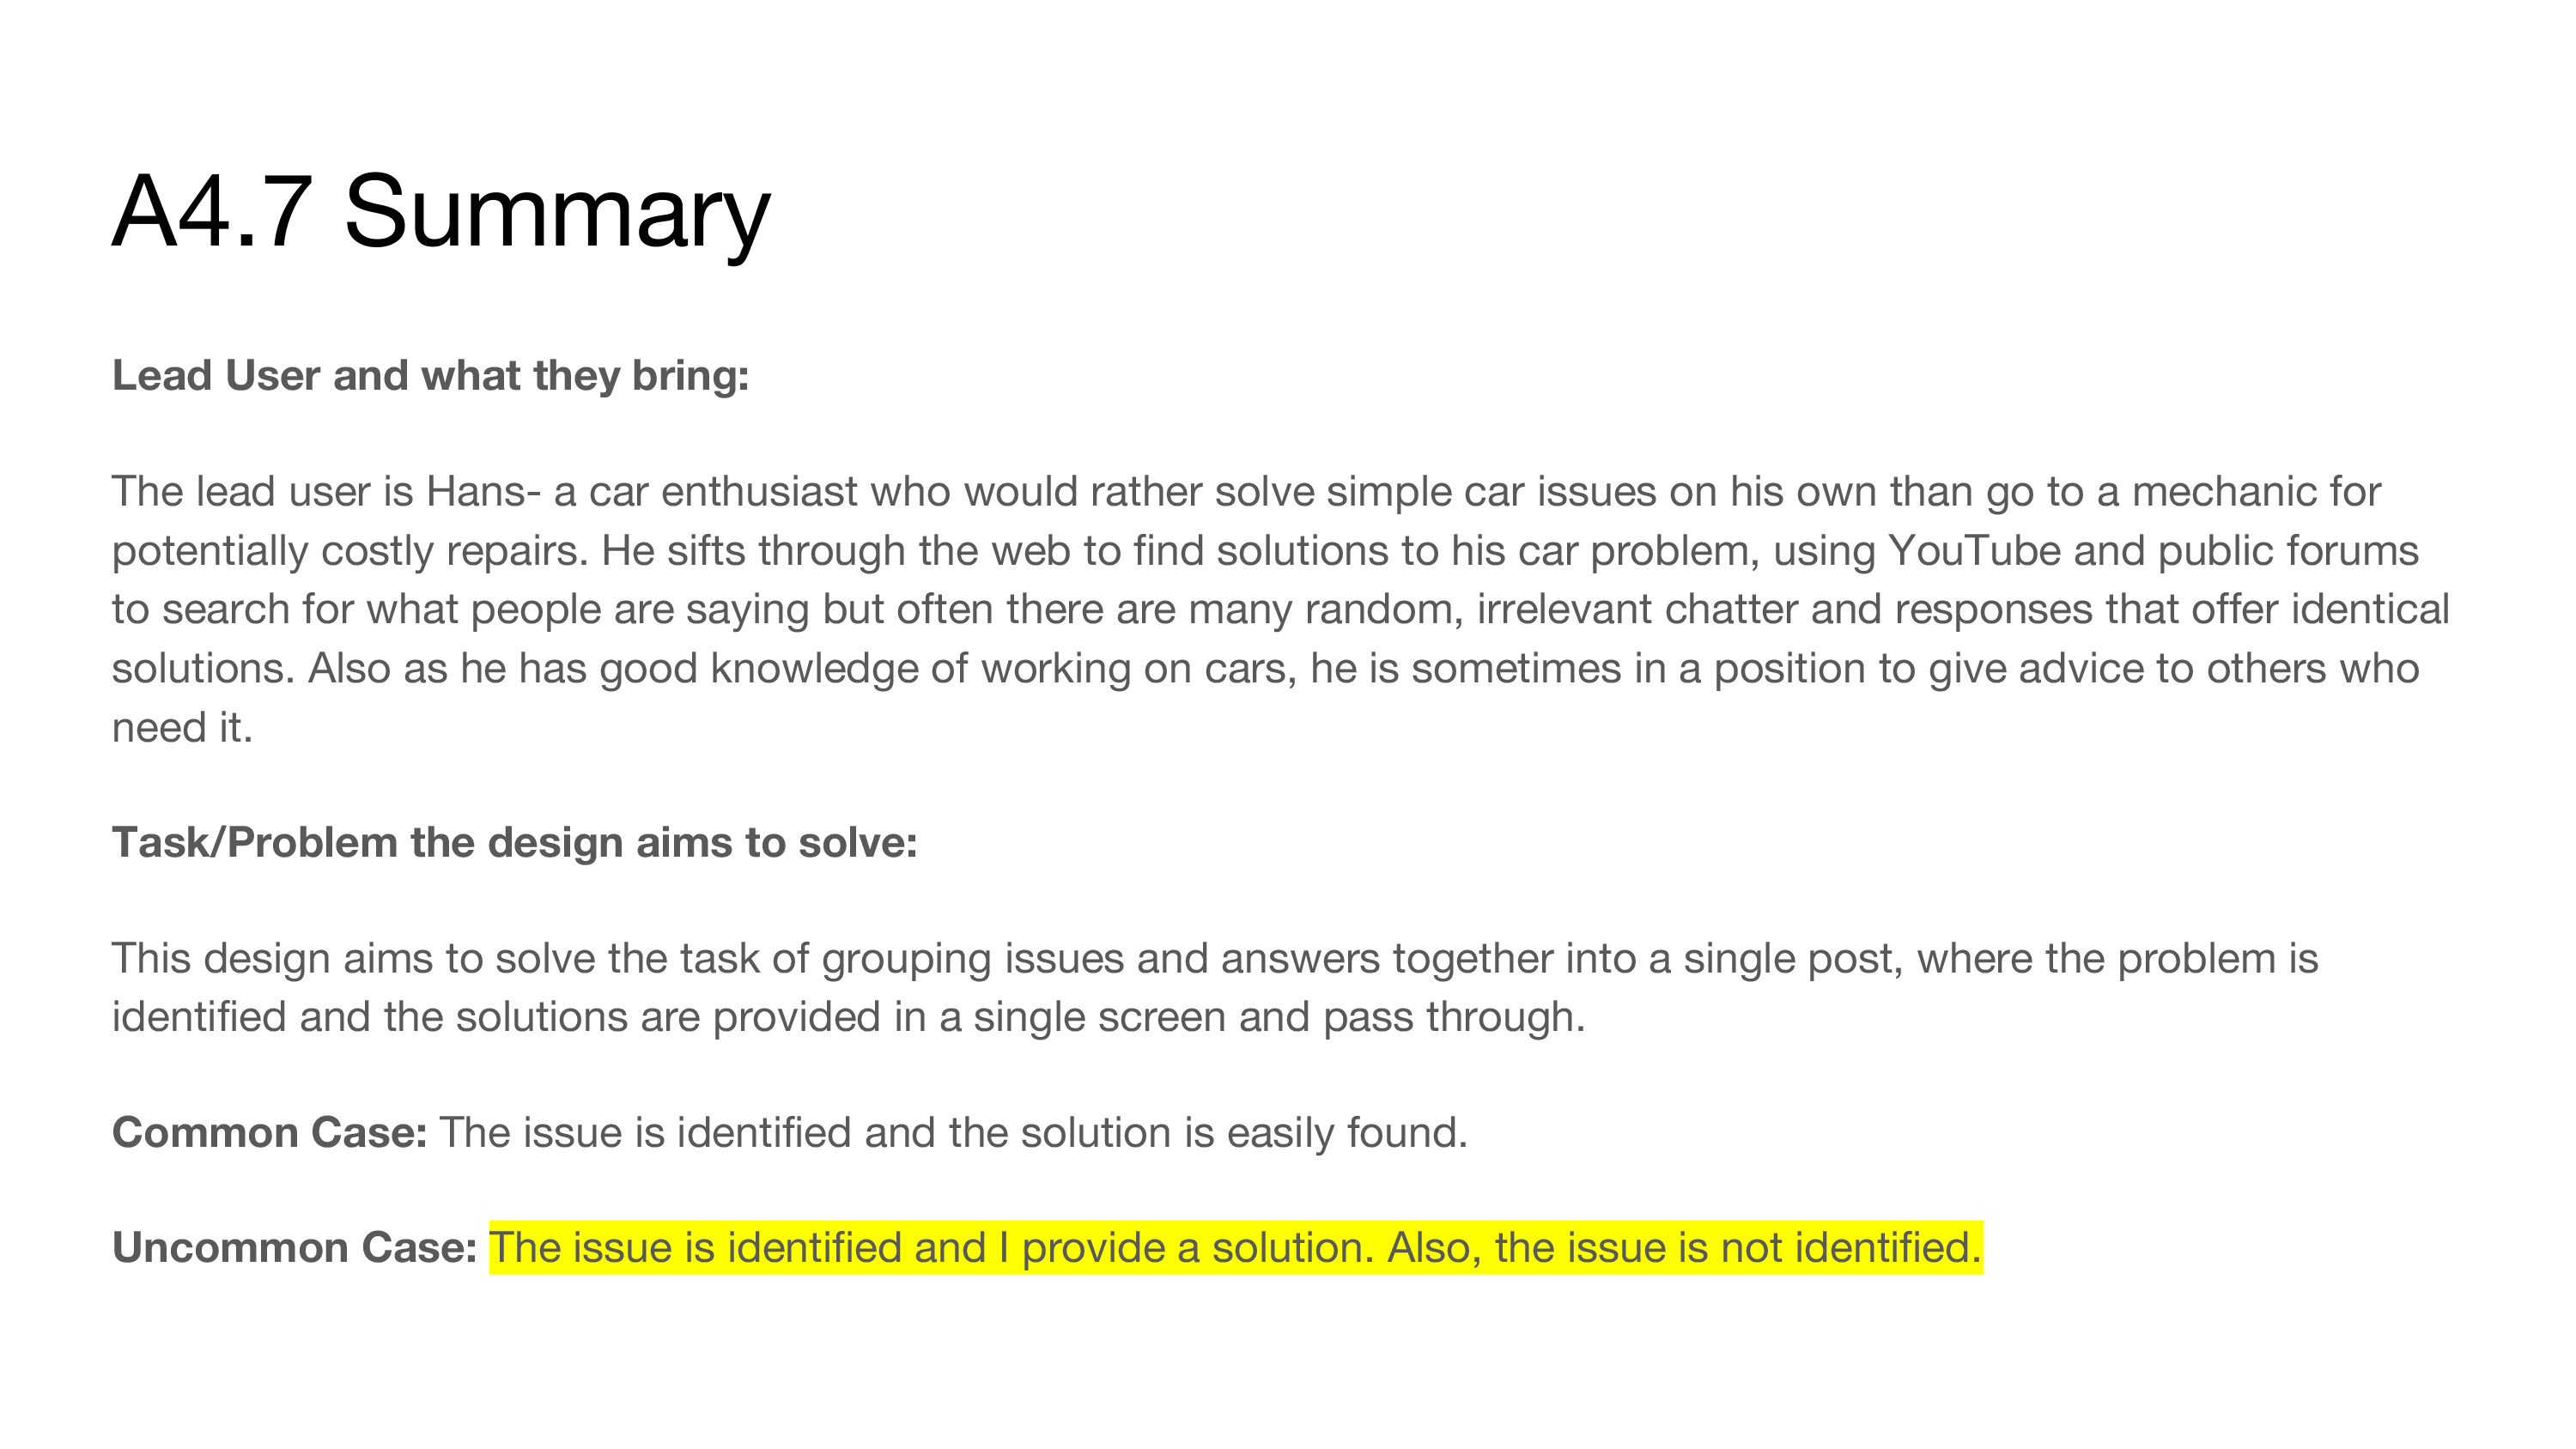 A4.7 Summary
Lead User and what they bring:
The lead user is Hans- a car enthusiast who would rather solve simple car issues on his own than go to a mechanic for
potentially costly repairs. He sifts through the web to find solutions to his car problem, using YouTube and public forums
to search for what people are saying but often there are many random, irrelevant chatter and responses that offer identical
solutions. Also as he has good knowledge of working on cars, he is sometimes in a position to give advice to others who
need it.
Task/Problem the design aims to solve:
This design aims to solve the task of grouping issues and answers together into a single post, where the problem is
identified and the solutions are provided in a single screen and pass through.
Common Case: The issue is identified and the solution is easily found.
Uncommon Case: The issue is identified and I provide a solution. Also, the issue is not identified.